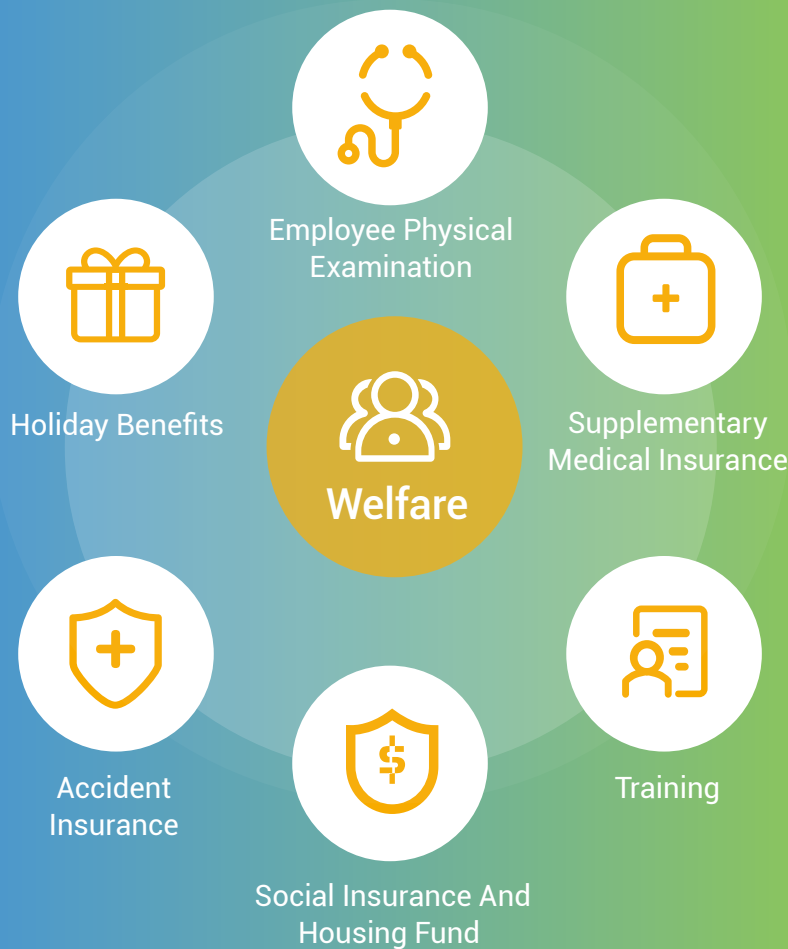 Employee Physical
Examination
Holiday Benefits
Supplementary
Medical Insurance
Welfare
Accident
Insurance
Training
$
Social Insurance And
Housing Fund